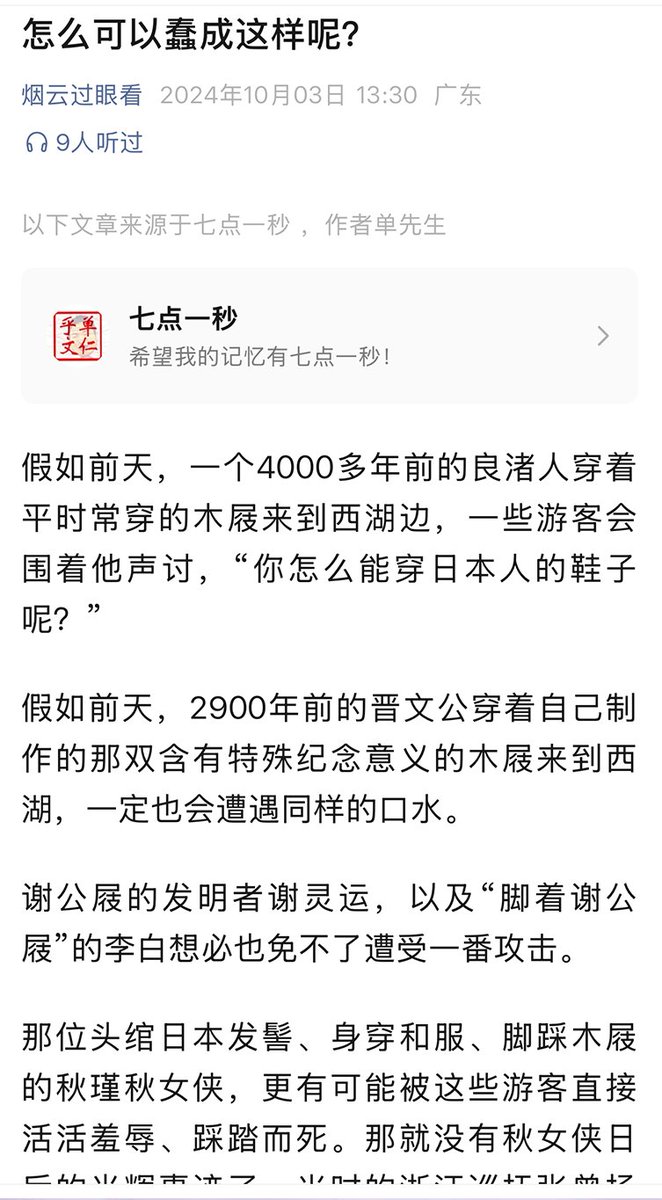 怎么可以蠢成这样呢？
烟云过眼看 2024年10月03日 13:30 广东
9人听过
以下文章来源于七点一秒 ，作者单先生
乎单
文仁
七点一秒
希望我的记忆有七点一秒！
假如前天，一个4000多年前的良渚人穿着
平时常穿的木屐来到西湖边，一些游客会
围着他声讨，“你怎么能穿日本人的鞋子
呢？”
假如前天，2900年前的晋文公穿着自己制
作的那双含有特殊纪念意义的木屐来到西
湖，一定也会遭遇同样的口水。
谢公屐的发明者谢灵运，以及“脚着谢公
屐”的李白想必也免不了遭受一番攻击。
那位头绾日本发髻、身穿和服、脚踩木屐
的秋瑾秋女侠，更有可能被这些游客直接
活活羞辱、踩踏而死。那就没有秋女侠日